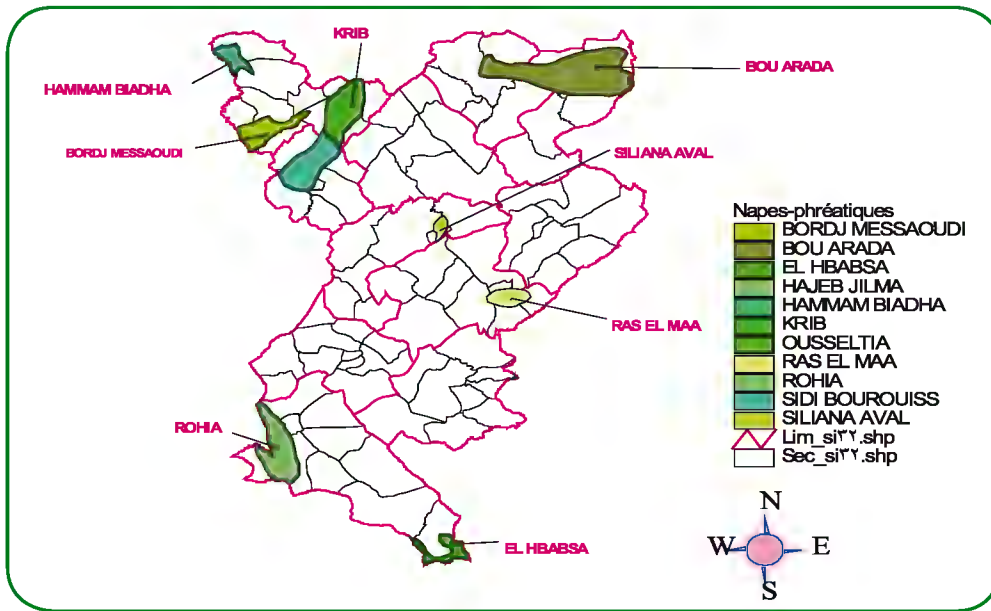 KRIB
HAMMAM BIADHA
BOU ARADA
BORDJ MESSAOUDI
SILIANA AVAL
RAS EL MAA
ROHIA
EL HBABSA
Napes-phréatiques
BORDJ MESSAOUDI
BOU ARADA
EL HBABSA
HAJEB JILMA
HAMMAM BIADHA
KRIB
OUSSELTIA
RAS EL MAA
ROHIA
SIDI BOUROUISS
SILIANA AVAL
Lim_si٣٢.shp
Sec_si٣٢.shp
N
W E
S